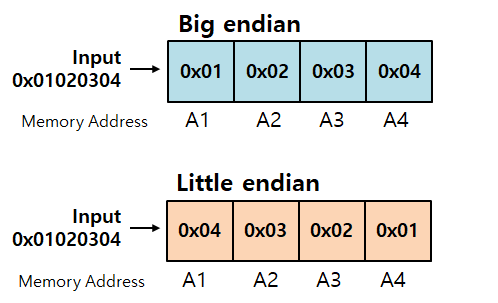 Big endian
Input
0x01020304
0x01 0x02 0x03 0x04
Memory Address A1 A2 A3 A4
Little endian
Input
0x01020304
0x04 0x03 0x02 0x01
Memory Address A1 A2 A3 A4